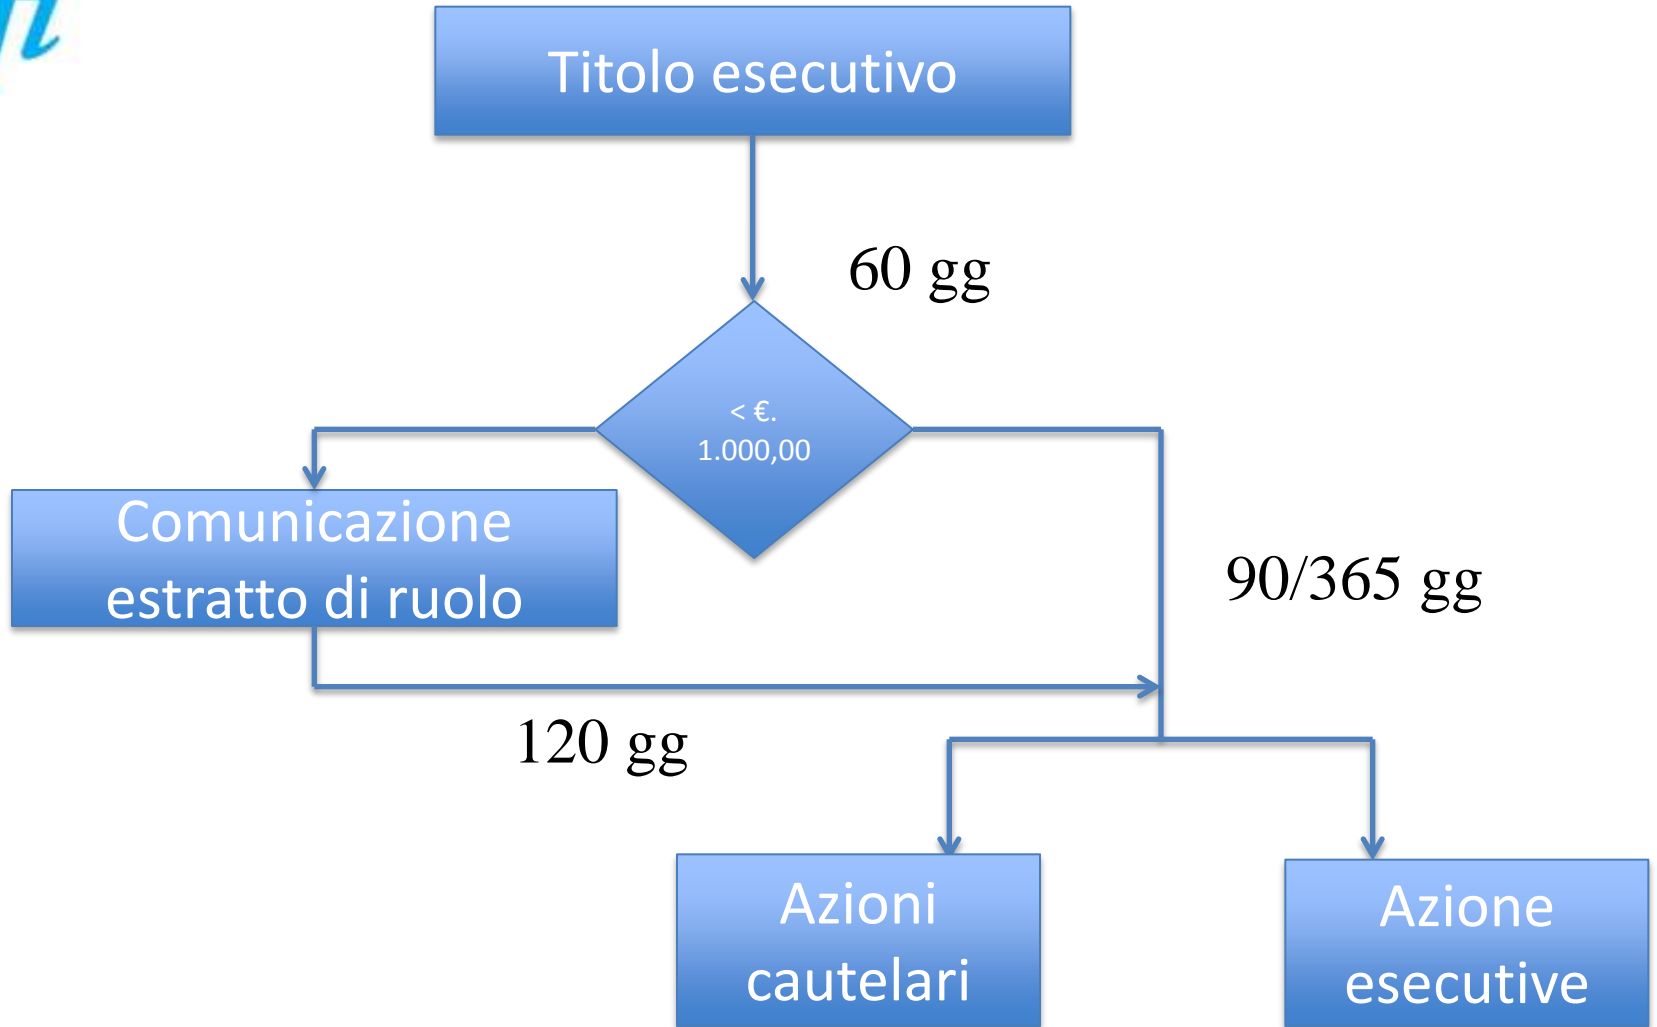 Titolo esecutivo
60 gg
< €.
1.000,00
Comunicazione
estratto di ruolo
90/365 gg
120 gg
Azioni
cautelari
Azione
esecutive